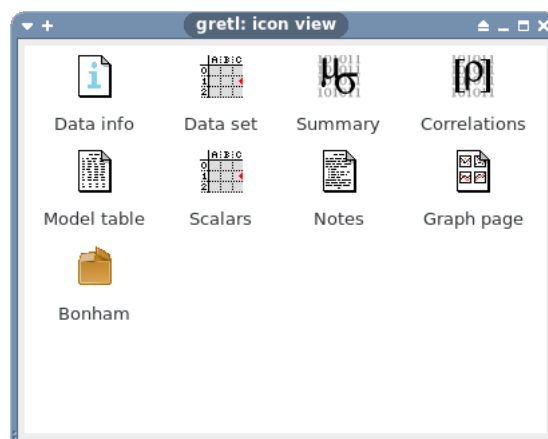 gretl: icon view
Data info Data set Summary Correlations
Model table Scalars Notes Graph page
Bonham